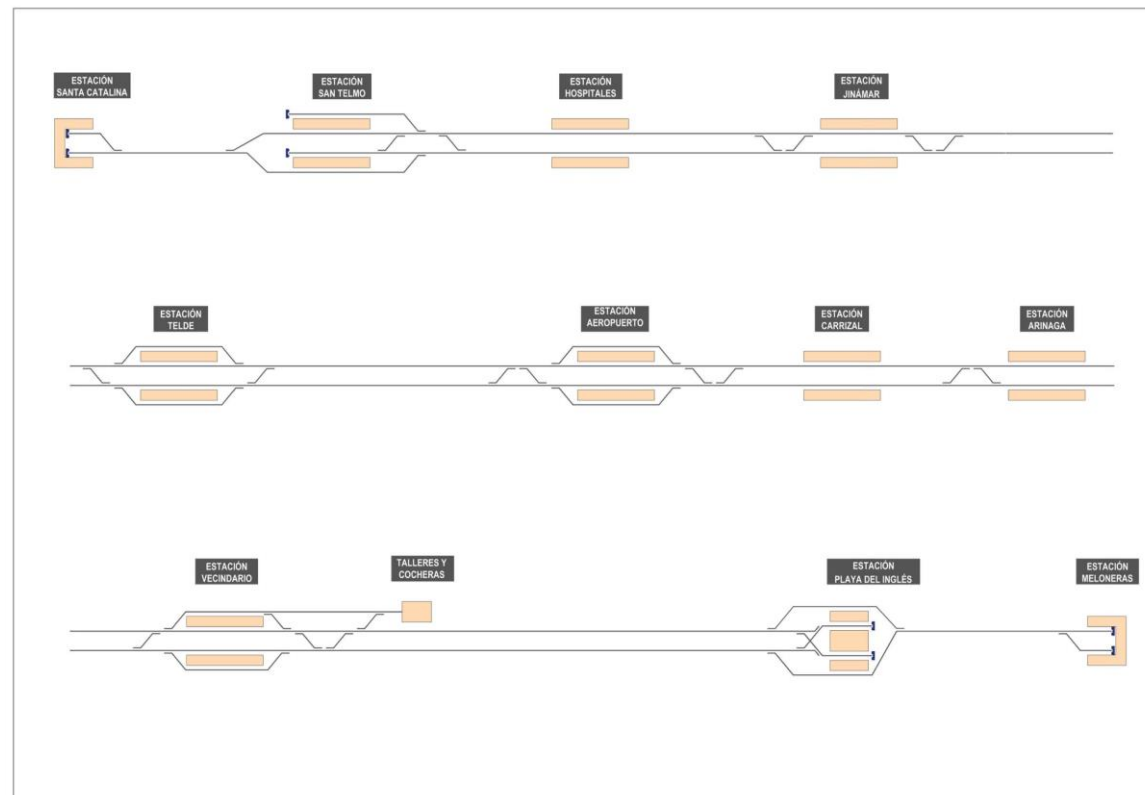 ESTACIÓN
SANTA CATALINA
ESTACIÓN
SAN TELMO
ESTACIÓN
HOSPITALES
ESTACIÓN
JINÁMAR
ESTACIÓN
TELDE
ESTACIÓN
AEROPUERTO
ESTACIÓN
CARRIZAL
ESTACIÓN
ARINAGA
ESTACIÓN
VECINDARIO
TALLERES Y
COCHERAS
ESTACIÓN
PLAYA DEL INGLÉS
ESTACIÓN
MELONERAS